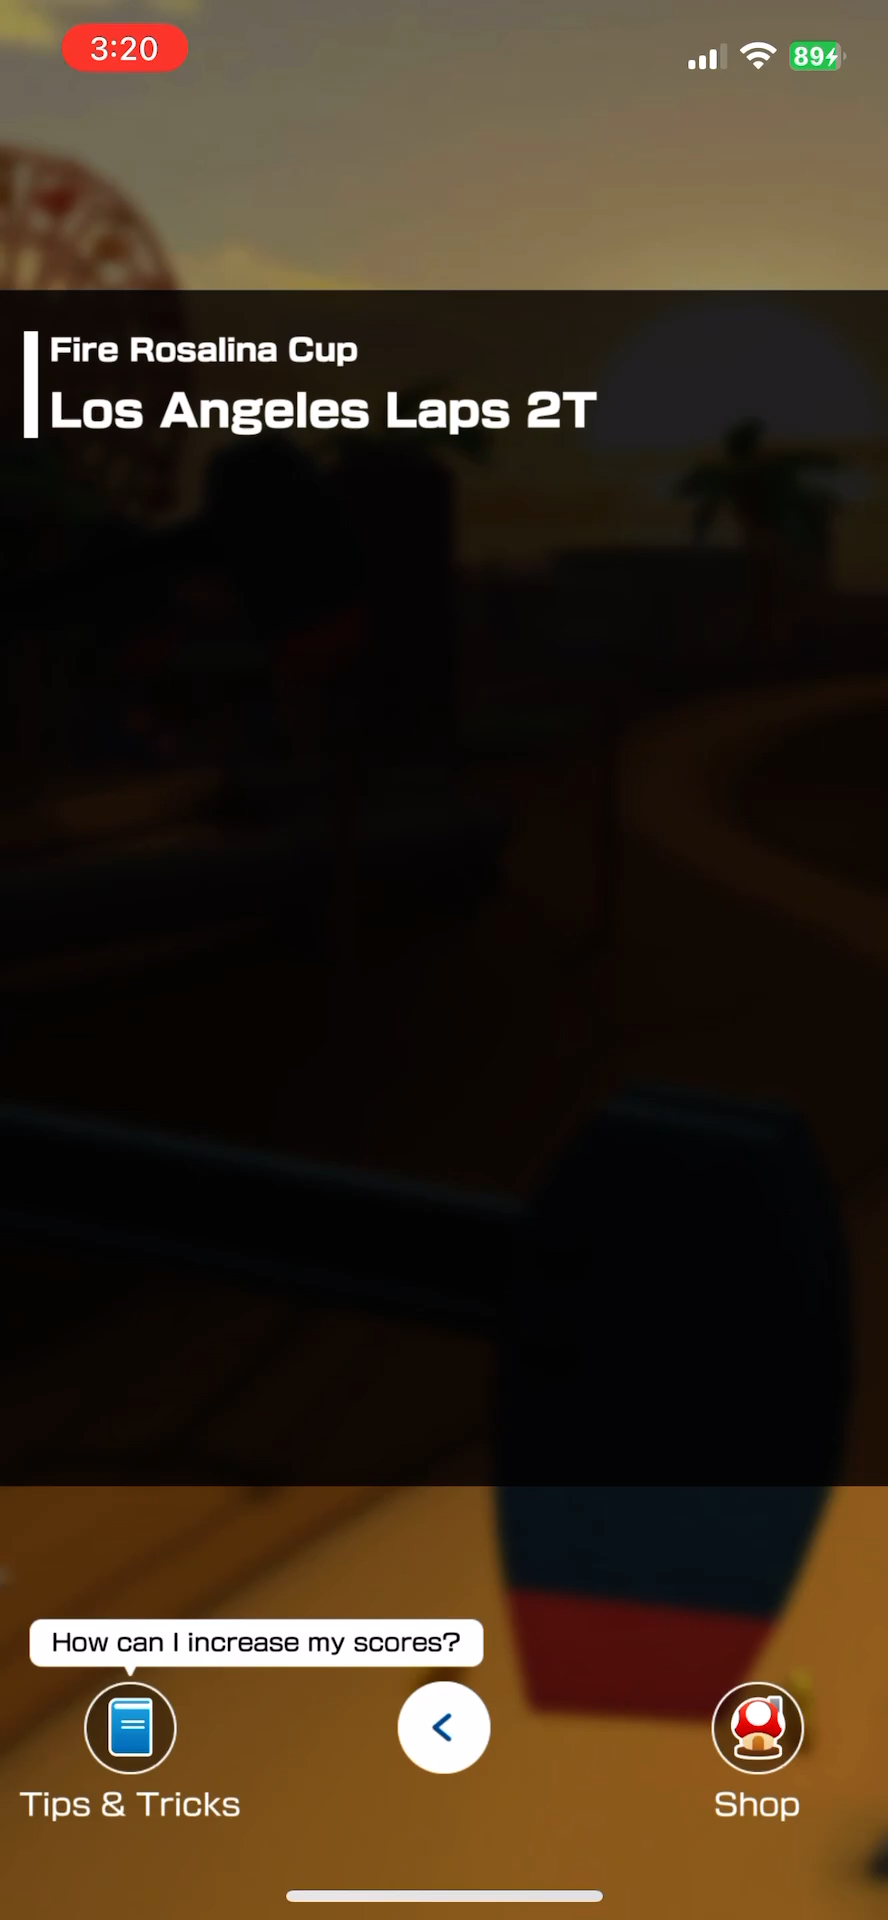 3:20
89
Fire Rosalina Cup
Los Angeles Laps 2T
How can I increase my scores?
Tips & Tricks
Shop